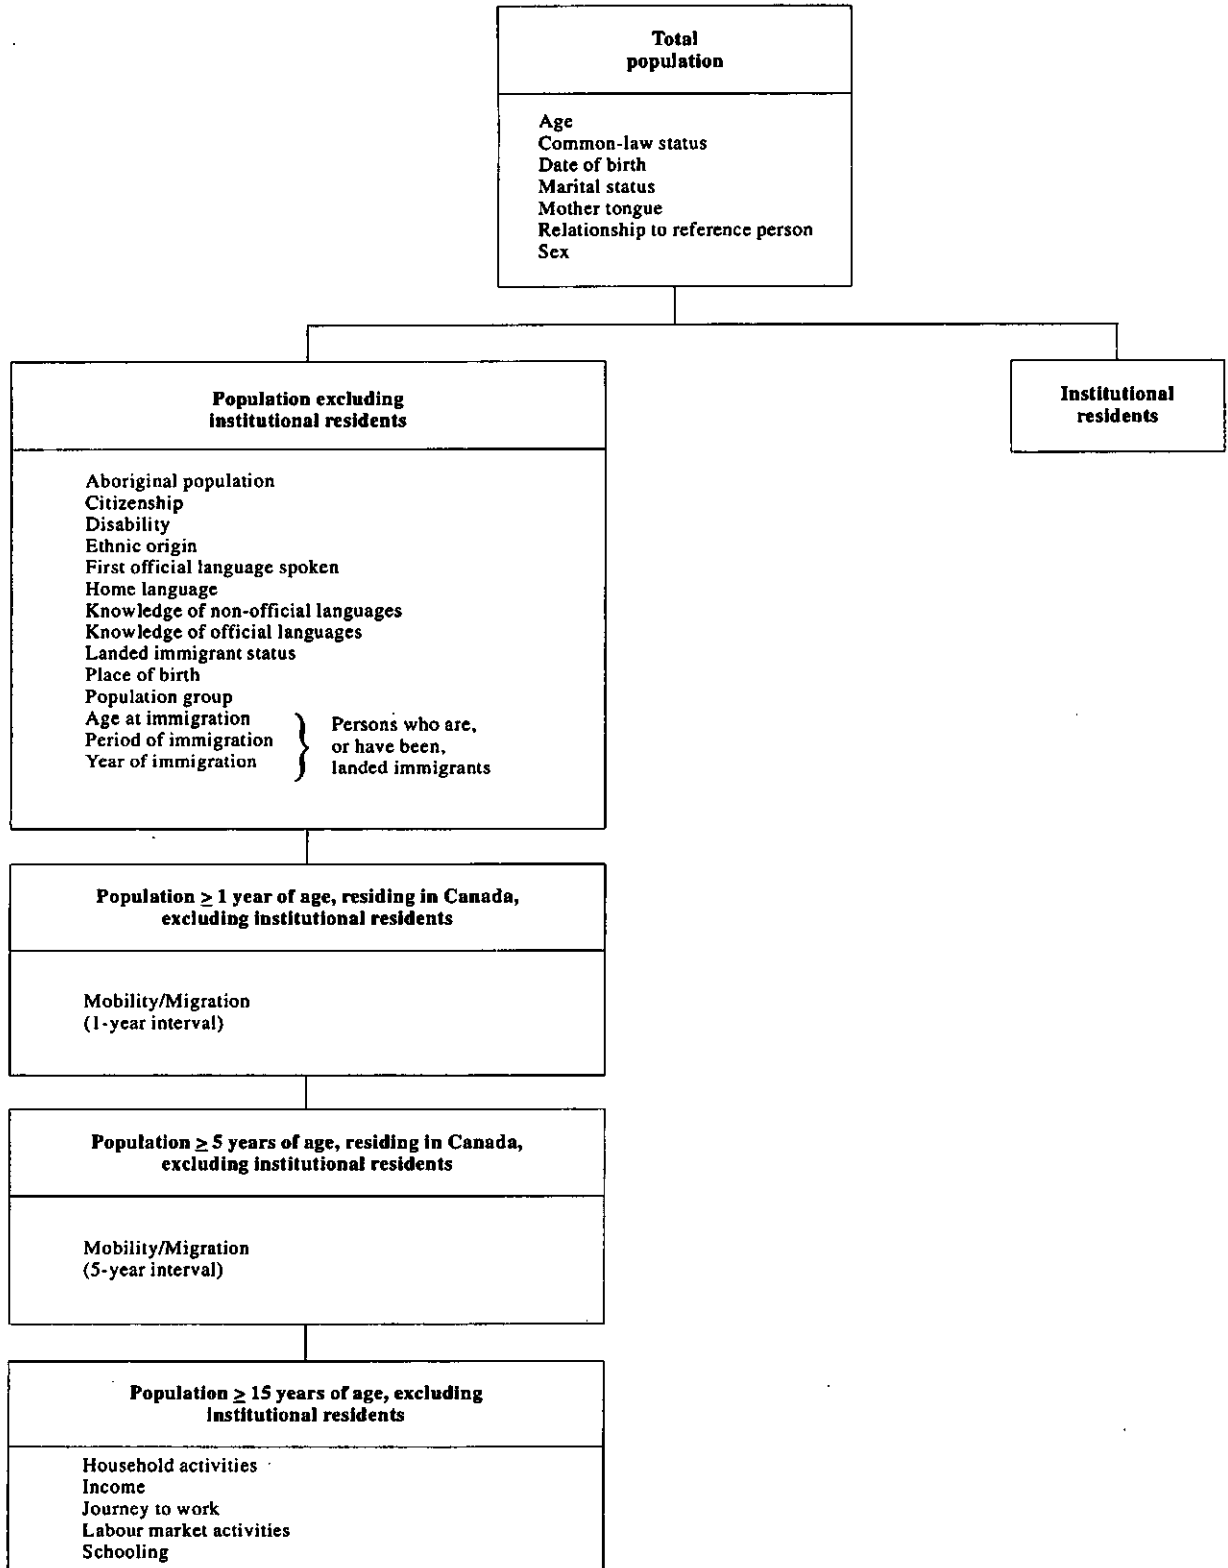 Total
population
Age
Common-law status
Date of birth
Marital status
Mother tongue
Relationship to reference person
Sex
Population excluding
institutional residents
Institutional
residents
Aboriginal population
Citizenship
Disability
Ethnic origin
First official language spoken
Home language
Knowledge of non-official languages
Knowledge of official languages
Landed immigrant status
Place of birth
Population group
Age at immigration
Period of immigration
Year of immigration
Persons who are,
or have been,
landed immigrants
Population ≥ 1 year of age, residing in Canada,
excluding institutional residents
Mobility/Migration
(1-year interval)
Population ≥ 5 years of age, residing in Canada,
excluding institutional residents
Mobility/Migration
(5-year interval)
Population ≥ 15 years of age, excluding
institutional residents
Household activities
Income
Journey to work
Labour market activities
Schooling